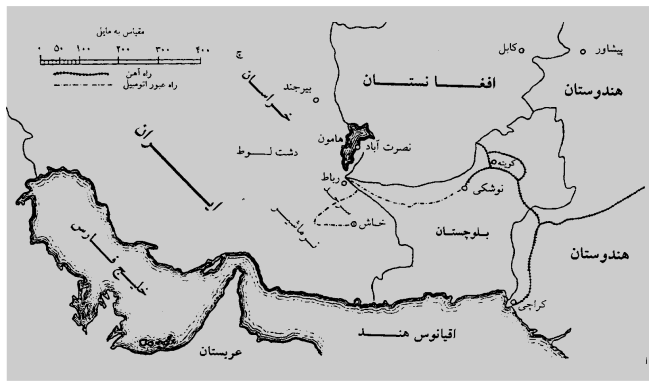 مقیاس به مایل
۰ ۵۰ ۱۰۰ ۲۰۰ ۳۰۰ ۴۰۰
راه آهن
راه عبور اتومبیل
خراسان
بیرجند
افغانستان
کابل
پیشاور
هندوستان
هامون
نصرت آباد
دشت لوط
ایران
رباط
کویته
نوشکی
سرحد
خاش
نرماشیر
بلوچستان
هندوستان
خلیج فارس
کراچی
اقیانوس هند
عربستان